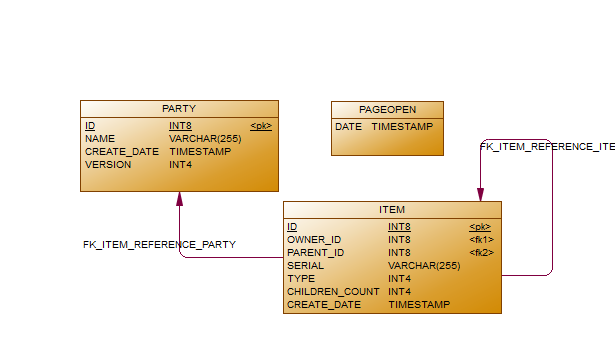 PARTY
ID INT8 <pk>
NAME VARCHAR(255)
CREATE_DATE TIMESTAMP
VERSION INT4
PAGEOPEN
DATE TIMESTAMP
FK_ITEM_REFERENCE_ITE
ITEM
ID INT8 <pk>
OWNER_ID INT8 <fk1>
PARENT_ID INT8 <fk2>
SERIAL VARCHAR(255)
TYPE INT4
CHILDREN_COUNT INT4
CREATE_DATE TIMESTAMP
FK_ITEM_REFERENCE_PARTY